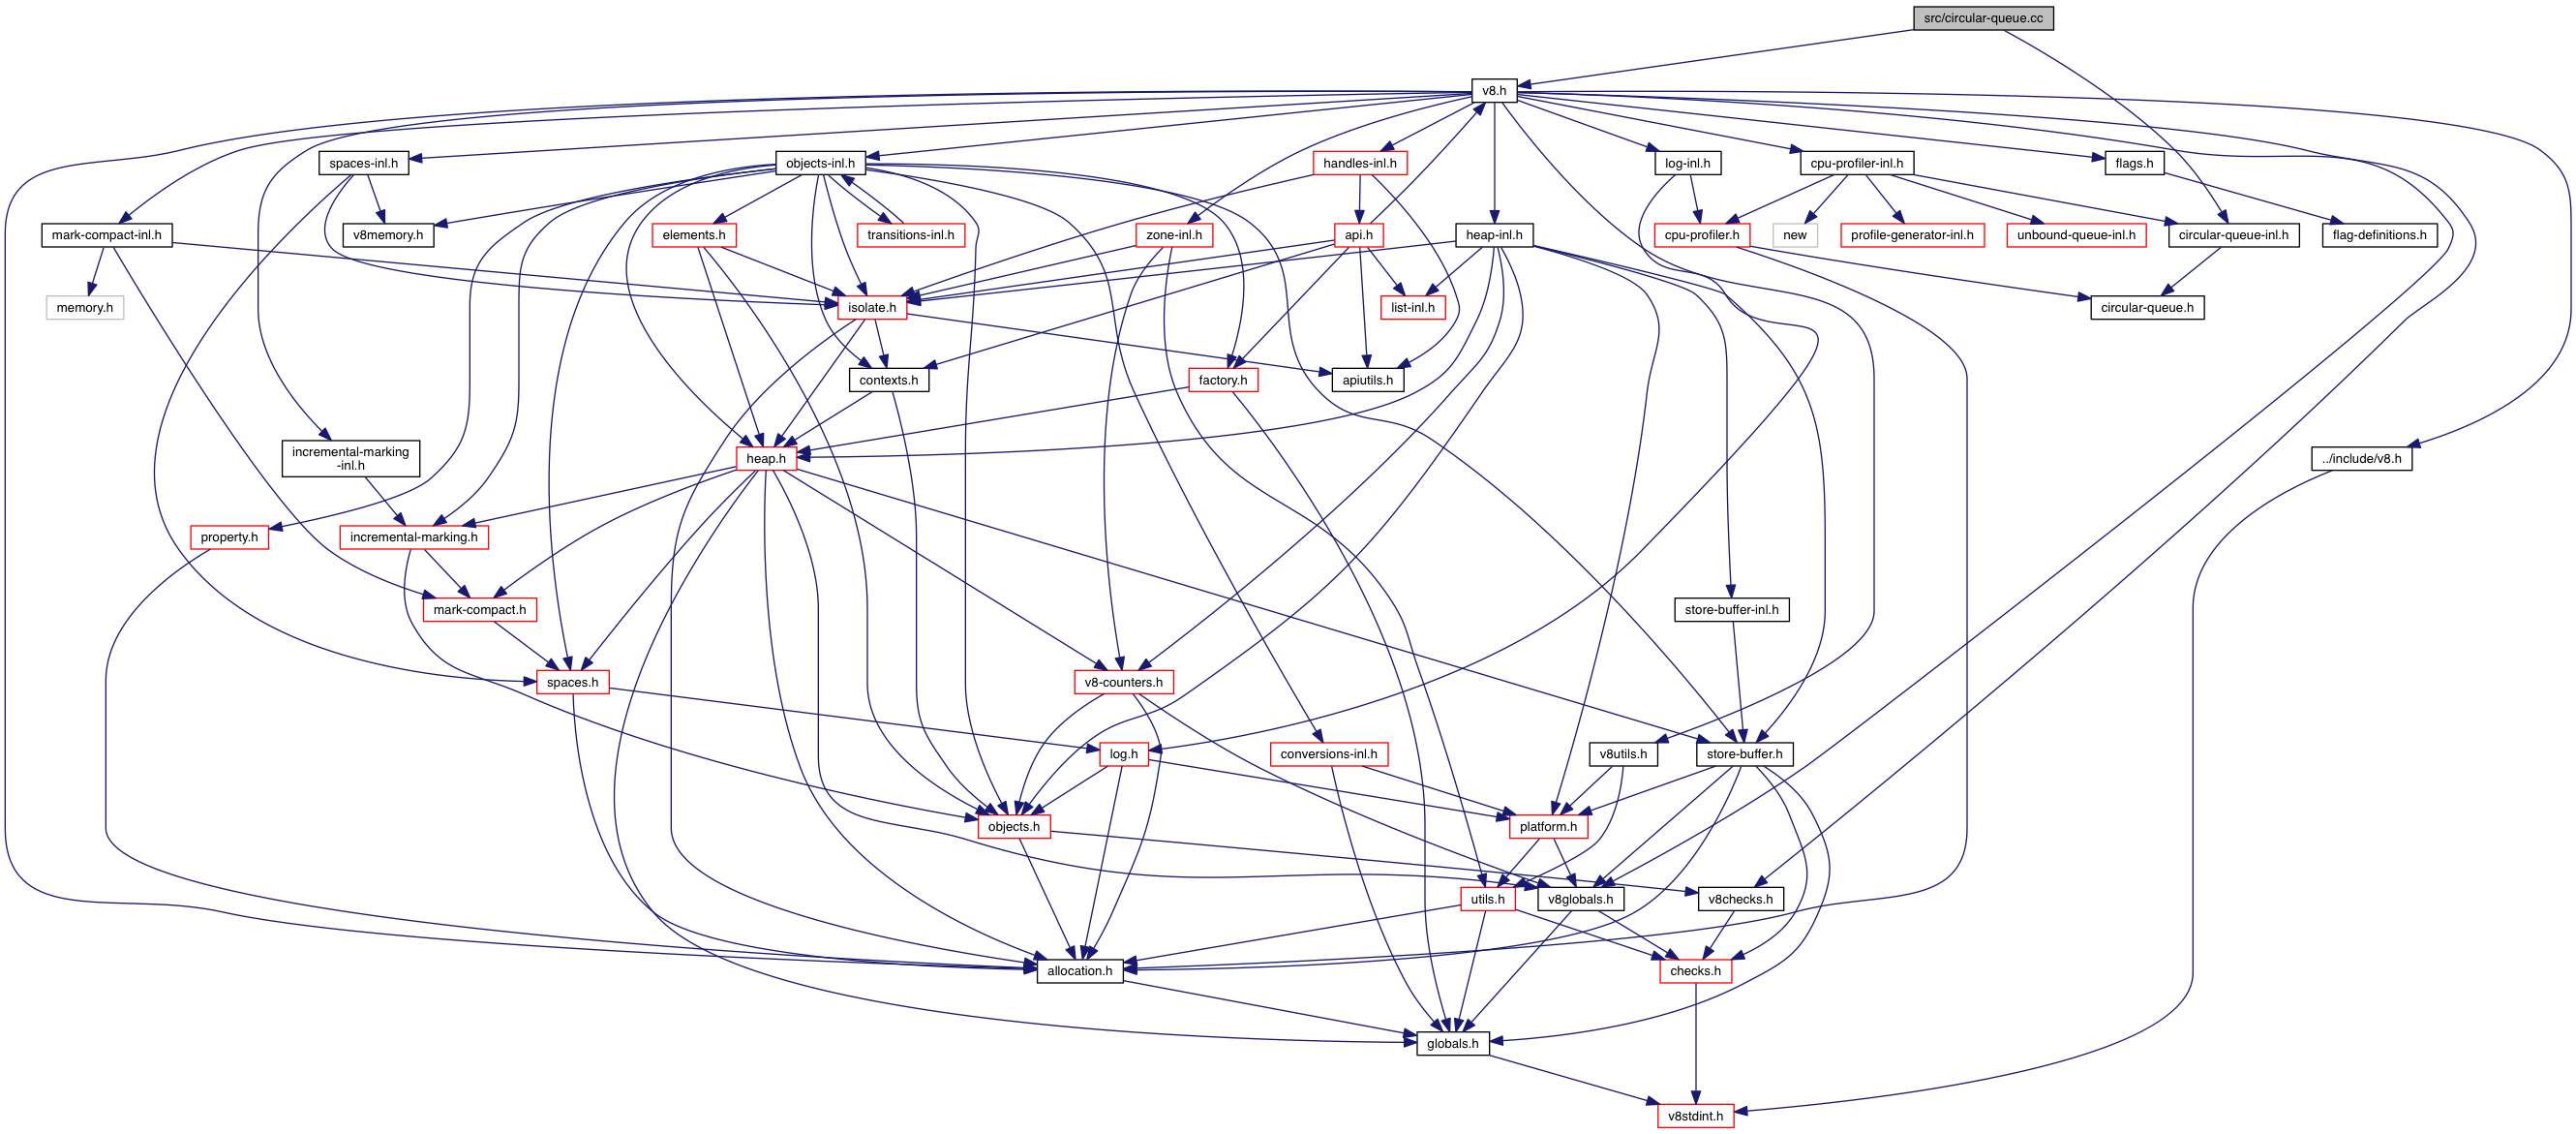 src/circular-queue.cc
v8.h
spaces-inl.h
objects-inl.h
handles-inl.h
log-inl.h
cpu-profiler-inl.h
flags.h
mark-compact-inl.h
v8memory.h
elements.h
transitions-inl.h
zone-inl.h
api.h
heap-inl.h
cpu-profiler.h
new
profile-generator-inl.h
unbound-queue-inl.h
circular-queue-inl.h
flag-definitions.h
memory.h
isolate.h
list-inl.h
circular-queue.h
contexts.h
factory.h
apiutils.h
incremental-marking
-inl.h
heap.h
../include/v8.h
property.h
incremental-marking.h
mark-compact.h
store-buffer-inl.h
spaces.h
v8-counters.h
log.h
conversions-inl.h
v8utils.h
store-buffer.h
objects.h
platform.h
utils.h
v8globals.h
v8checks.h
allocation.h
checks.h
globals.h
v8stdint.h